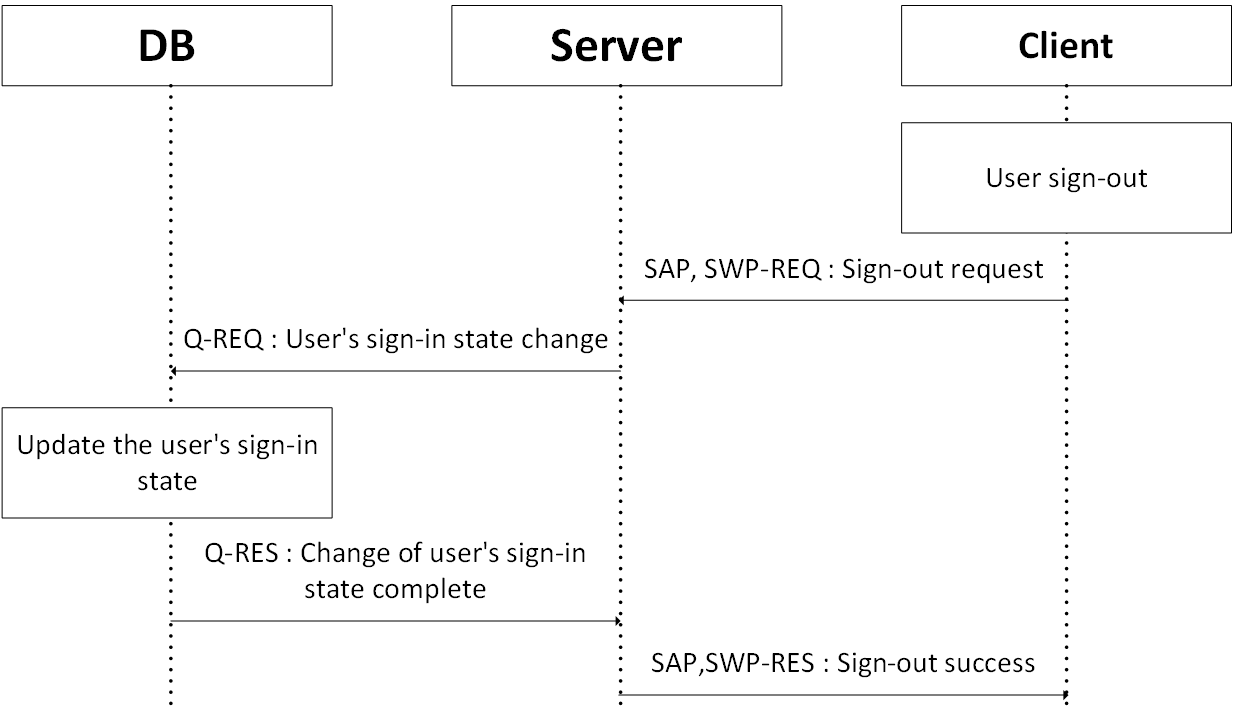 DB
Server
Client
User sign-out
SAP, SWP-REQ : Sign-out request
Q-REQ : User's sign-in state change
Update the user's sign-in
state
Q-RES : Change of user's sign-in
state complete
SAP,SWP-RES : Sign-out success